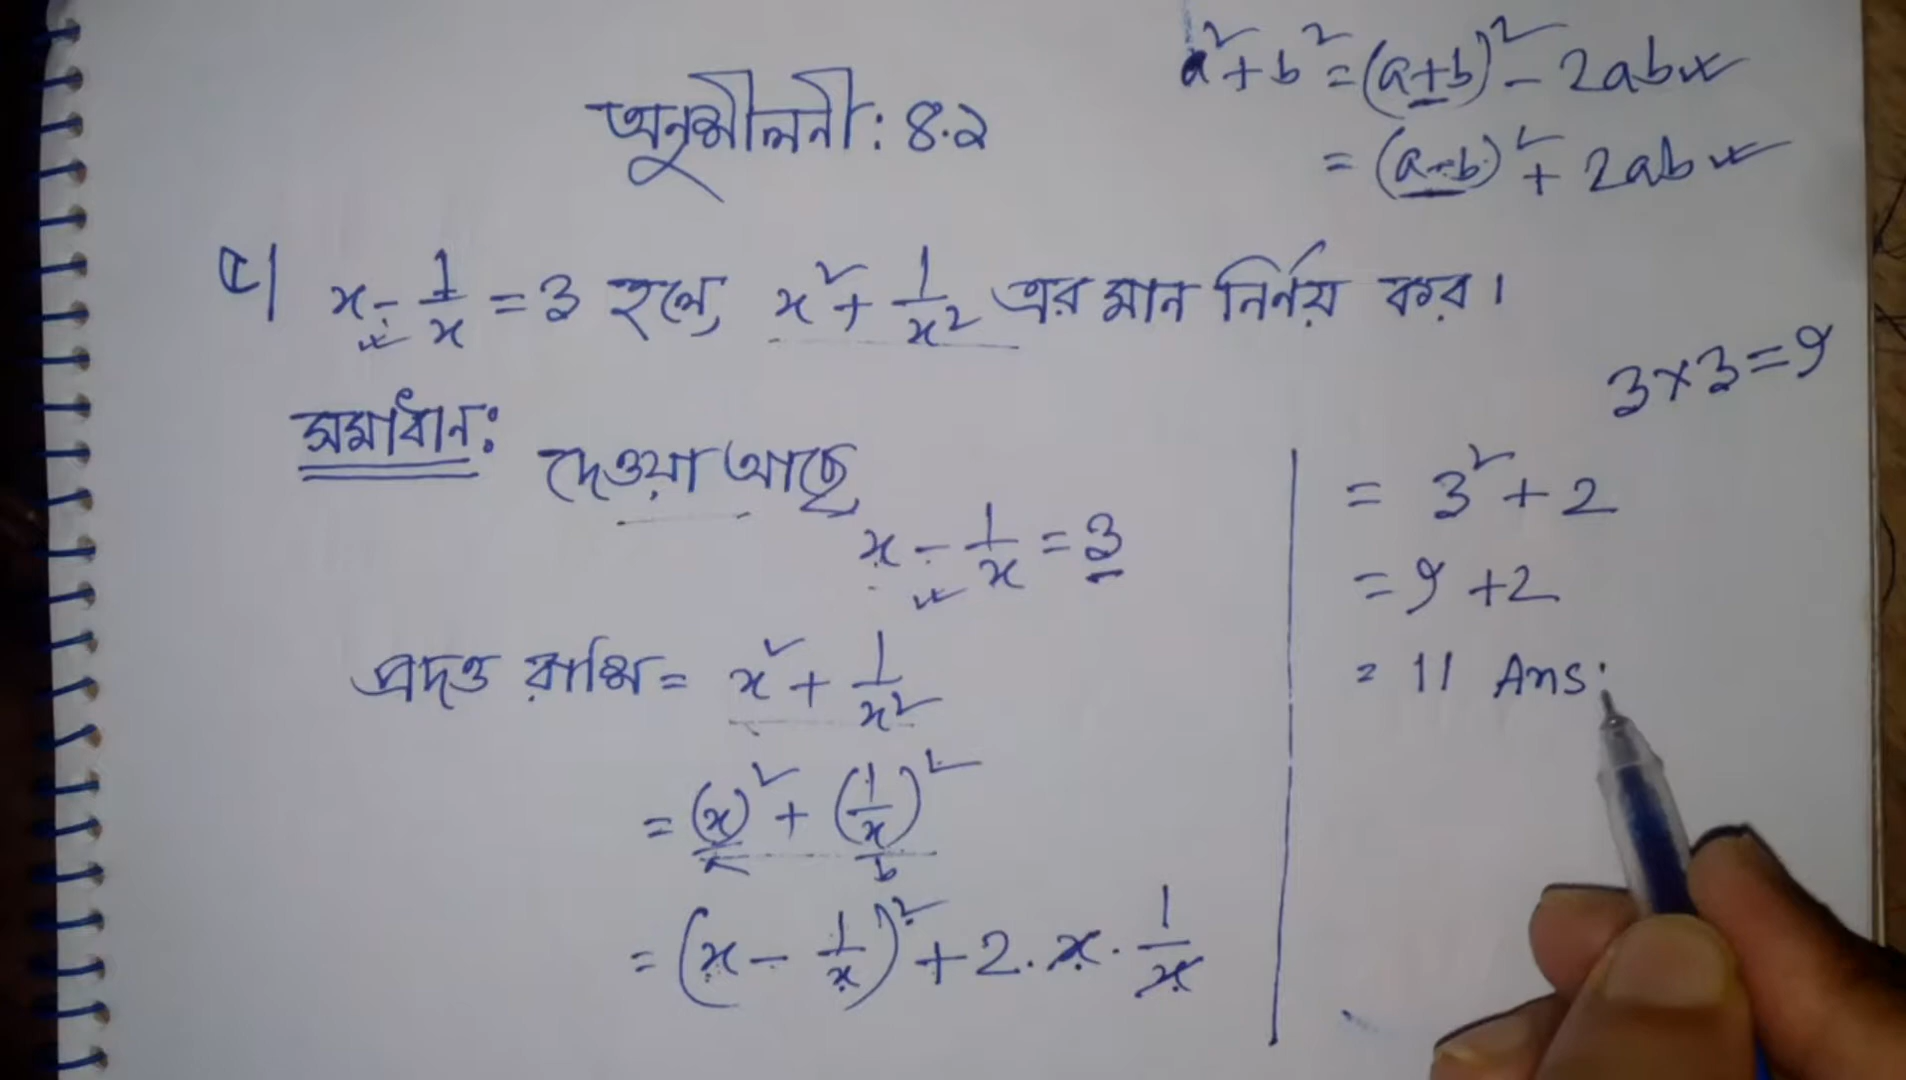 a² + b² = (a+b)² - 2ab
= (a-b)² + 2ab
অনুশীলনী: ৪.২
৫| x - 1/x = 3 হলে, x² + 1/x² এর মান নির্ণয় কর।
সমাধান:
দেওয়া আছে,
x - 1/x = 3
প্রদত্ত রাশি = x² + 1/x²
= (x)² + (1/x)²
b
= (x - 1/x)² + 2.x.1/x
3×3=9
= 3² + 2
= 9 + 2
= 11 Ans: